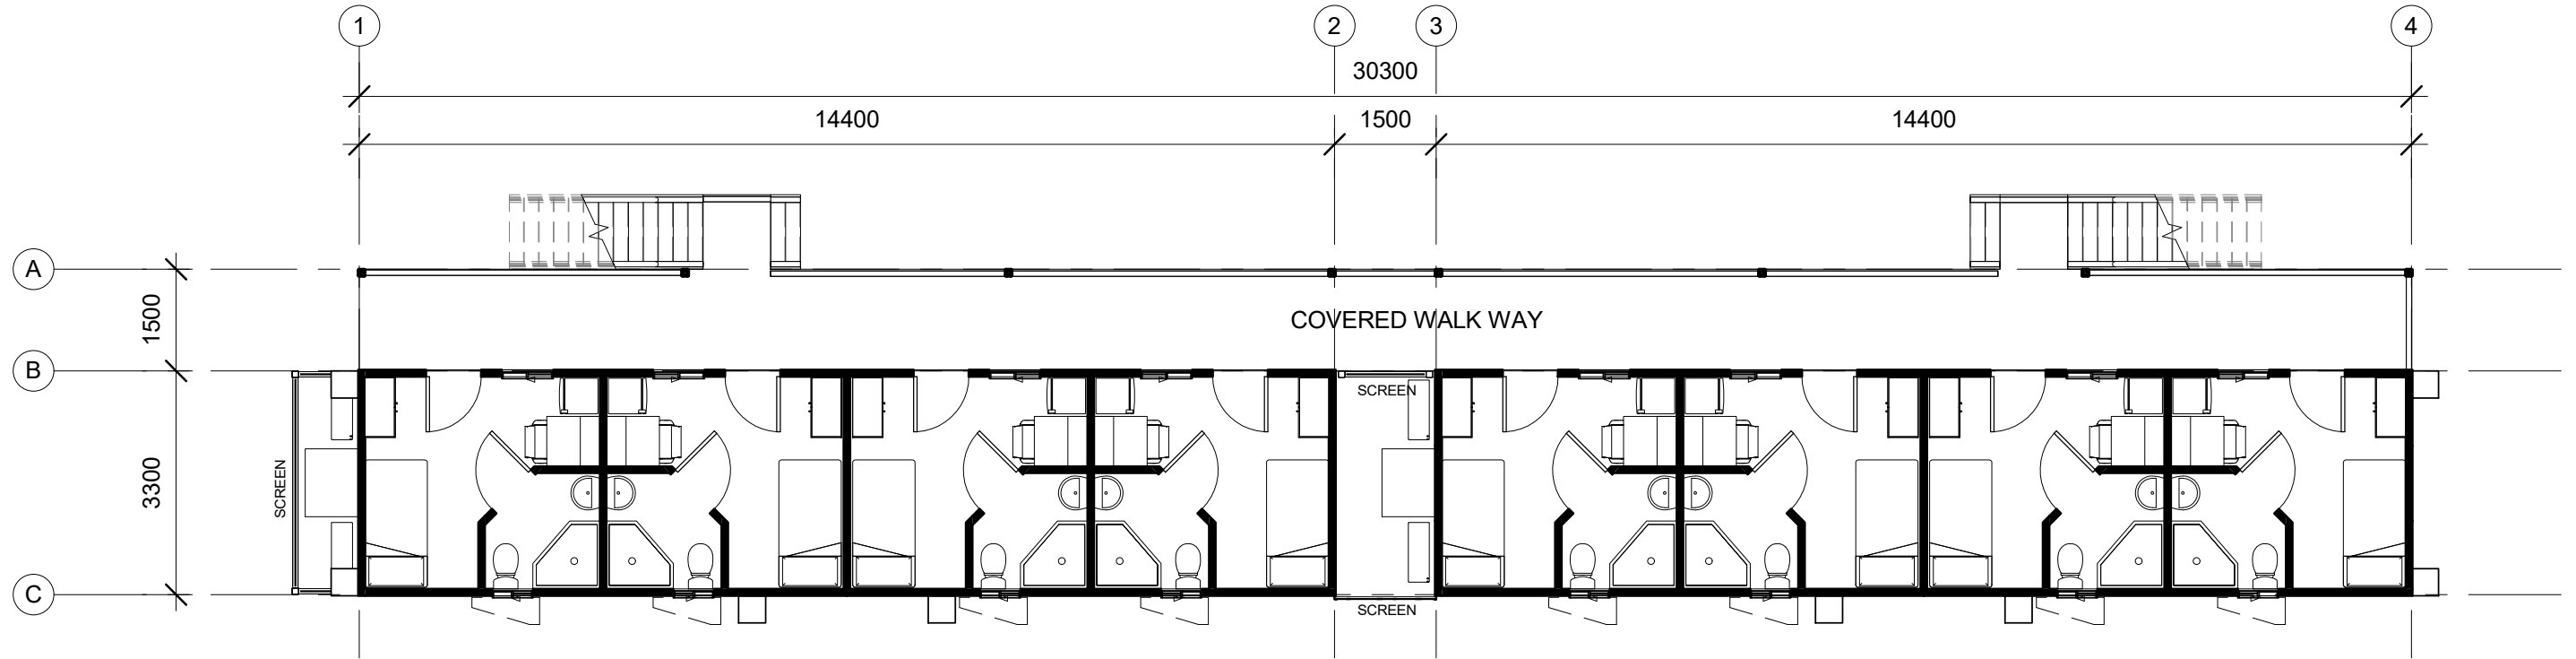 1
2
3
4
30300
14400
1500
14400
A
1500
COVERED WALK WAY
B
SCREEN
SCREEN
3300
C
SCREEN